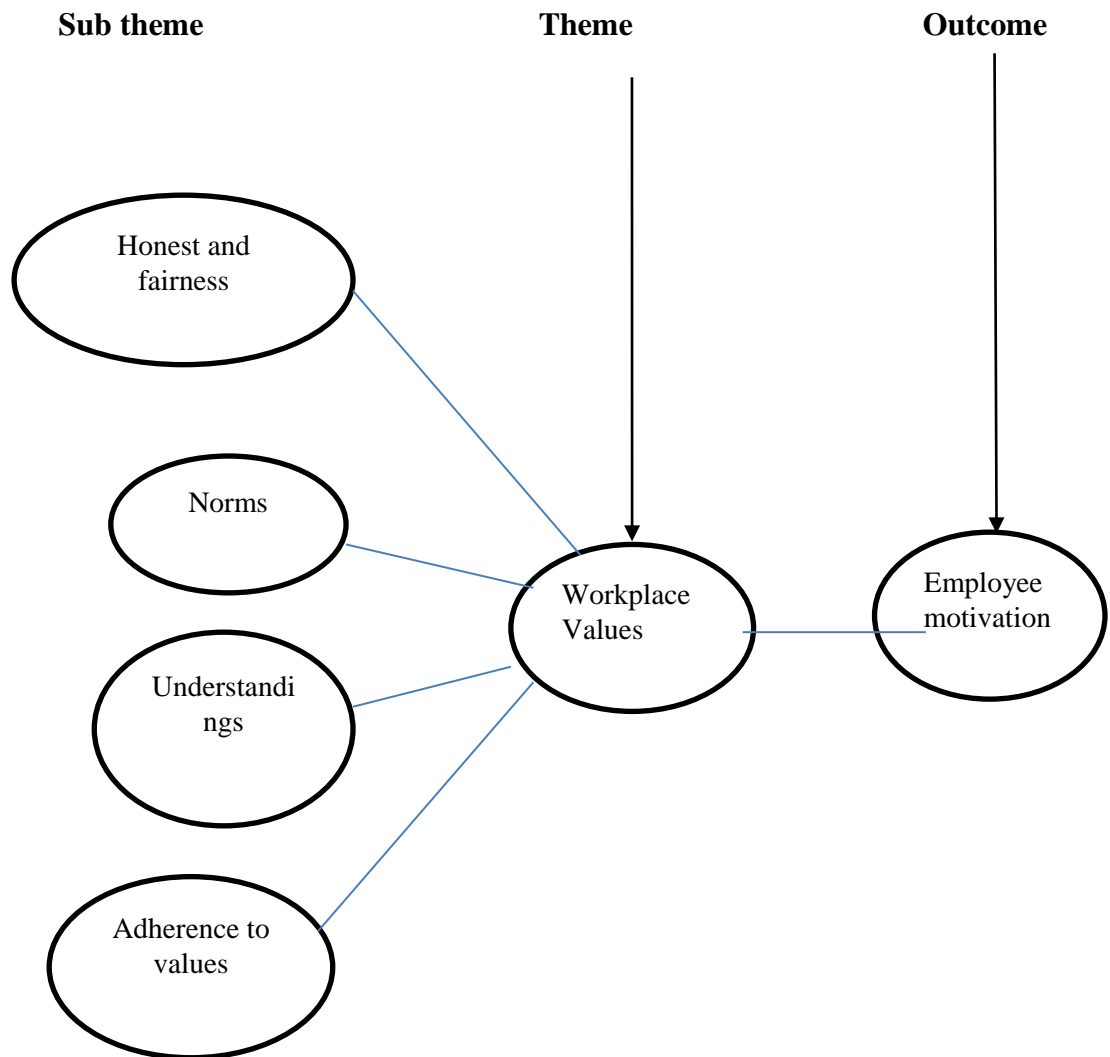 Sub theme Theme Outcome
Honest and
fairness
Norms
Workplace
Values
Employee
motivation
Understandi
ngs
Adherence to
values